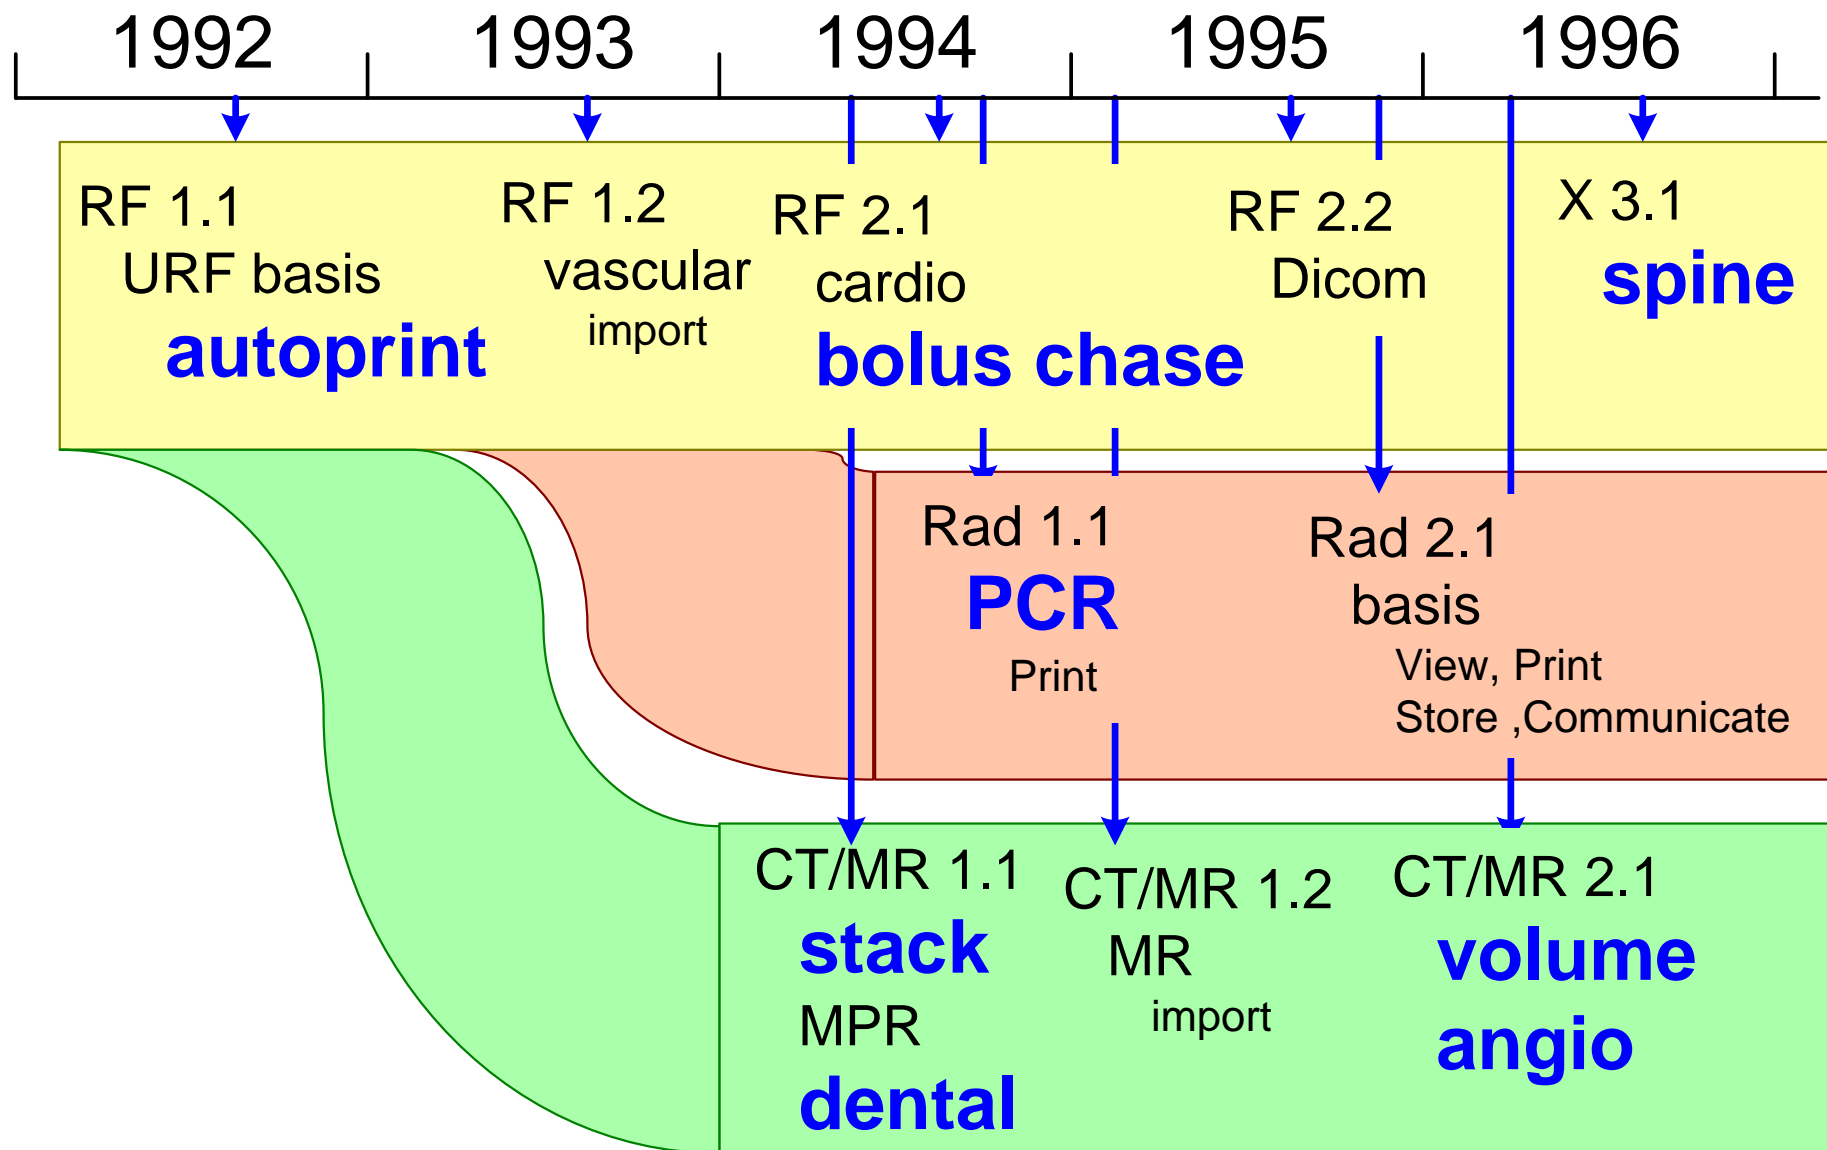 1992 1993 1994 1995 1996
RF 1.1
URF basis
autoprint
RF 1.2
vascular
import
RF 2.1
cardio
bolus chase
RF 2.2
Dicom
X 3.1
spine
Rad 1.1
PCR
Print
Rad 2.1
basis
View, Print
Store ,Communicate
CT/MR 1.1
stack
MPR
dental
CT/MR 1.2
MR
import
CT/MR 2.1
volume
angio